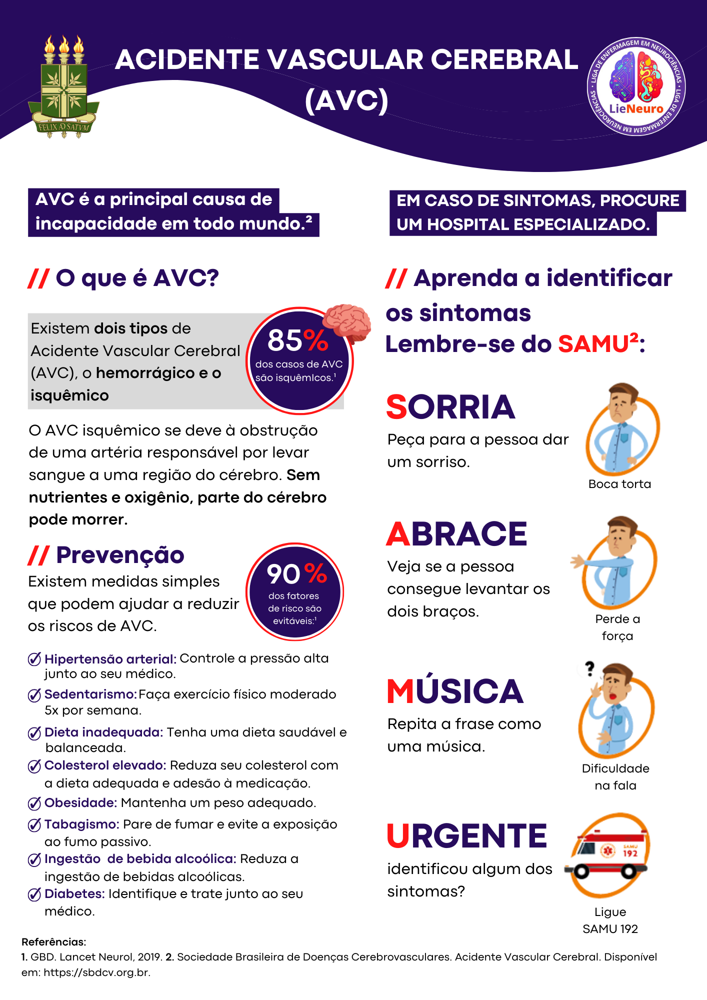 ACIDENTE VASCULAR CEREBRAL
(AVC)
FELIX AD SATVM
LIGA DE ENFERMAGEM EM NEUROCIÊNCIAS • LIGA DE ENFERMAGEM EM NEUROCIÊNCIAS •
LieNeuro
AVC é a principal causa de
incapacidade em todo mundo.²
// O que é AVC?
Existem dois tipos de
Acidente Vascular Cerebral
(AVC), o hemorrágico e o
isquêmico
85%
dos casos de AVC
são isquêmIcos.¹
O AVC isquêmico se deve à obstrução
de uma artéria responsável por levar
sangue a uma região do cérebro. Sem
nutrientes e oxigênio, parte do cérebro
pode morrer.
// Prevenção
Existem medidas simples
que podem ajudar a reduzir
os riscos de AVC.
90%
dos fatores
de risco são
evitáveis:¹
Hipertensão arterial: Controle a pressão alta
junto ao seu médico.
Sedentarismo: Faça exercício físico moderado
5x por semana.
Dieta inadequada: Tenha uma dieta saudável e
balanceada.
Colesterol elevado: Reduza seu colesterol com
a dieta adequada e adesão à medicação.
Obesidade: Mantenha um peso adequado.
Tabagismo: Pare de fumar e evite a exposição
ao fumo passivo.
Ingestão de bebida alcoólica: Reduza a
ingestão de bebidas alcoólicas.
Diabetes: Identifique e trate junto ao seu
médico.
EM CASO DE SINTOMAS, PROCURE
UM HOSPITAL ESPECIALIZADO.
// Aprenda a identificar
os sintomas
Lembre-se do SAMU²:
SORRIA
Peça para a pessoa dar
um sorriso.
Boca torta
ABRACE
Veja se a pessoa
consegue levantar os
dois braços.
Perde a
força
MÚSICA
Repita a frase como
uma música.
?
Dificuldade
na fala
URGENTE
identificou algum dos
sintomas?
SAMU
192
Ligue
SAMU 192
Referências:
1. GBD. Lancet Neurol, 2019. 2. Sociedade Brasileira de Doenças Cerebrovasculares. Acidente Vascular Cerebral. Disponível
em: https://sbdcv.org.br.